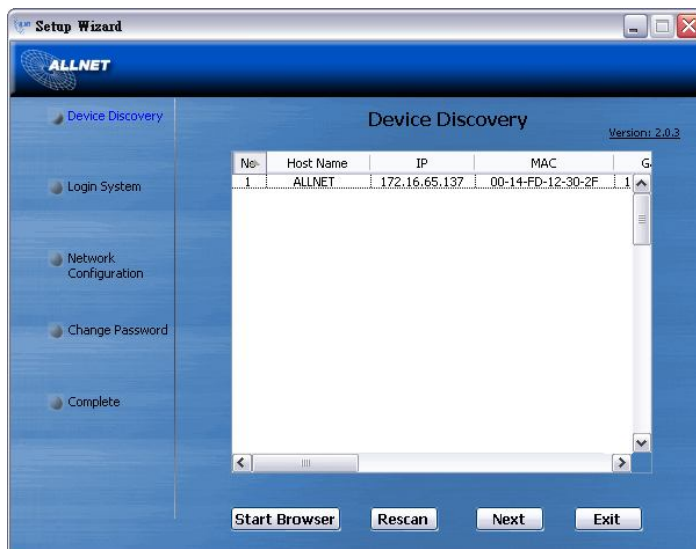 Setup Wizard
ALLNET
Device Discovery
Login System
Network
Configuration
Change Password
Complete
Device Discovery
Version: 2.0.3
No Host Name IP MAC
1 ALLNET 172.16.65.137 00-14-FD-12-30-2F 1
Start Browser Rescan Next Exit